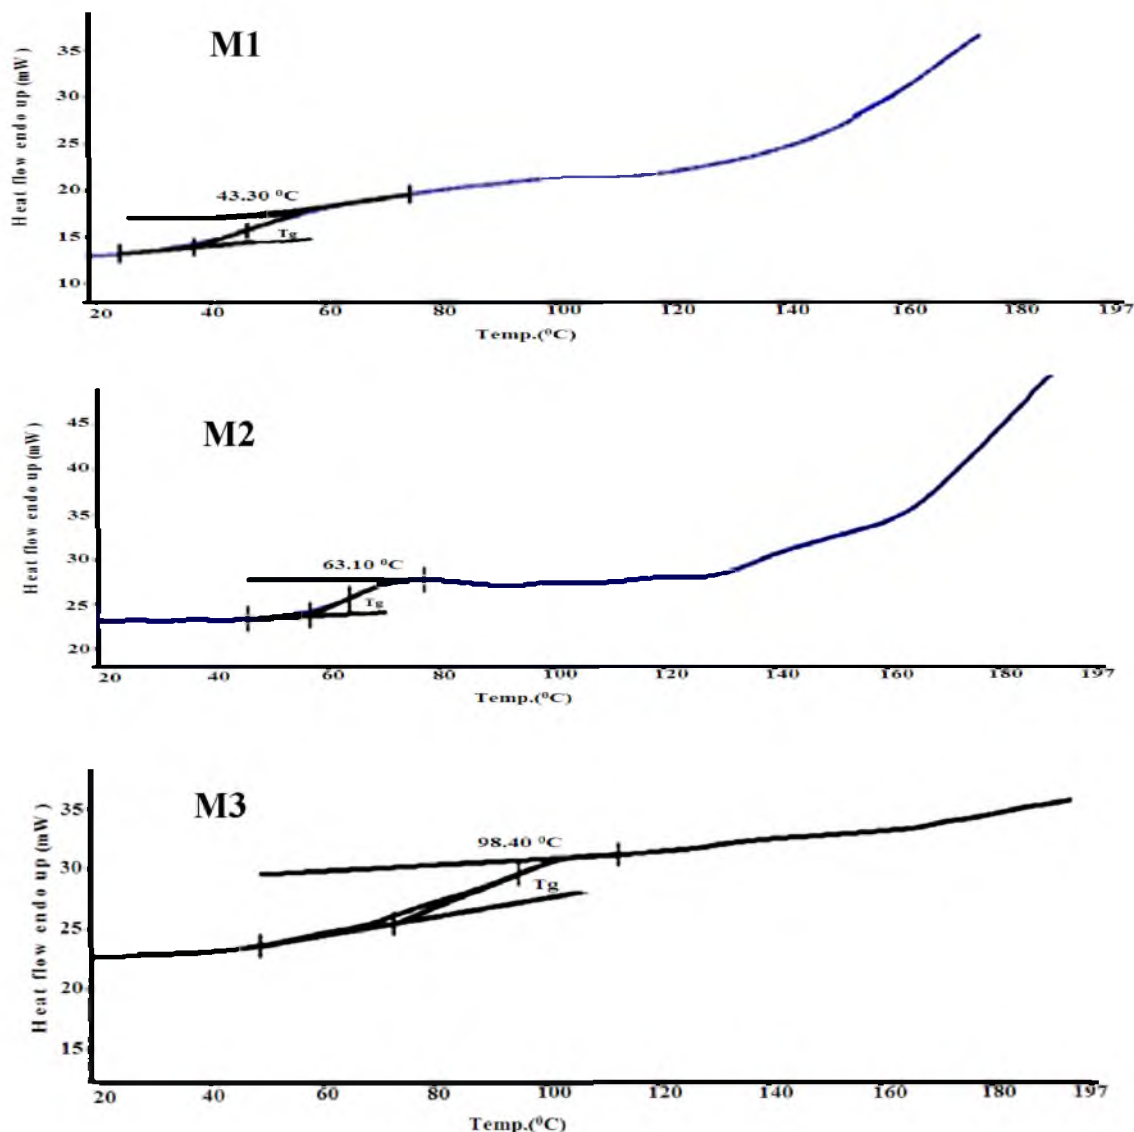 M1
Heat flow endo up (mW)
35
30
25
20
15
10
43.30 ⁰C
Tg
20 40 60 80 100 120 140 160 180 197
Temp.(⁰C)
M2
Heat flow endo up (mW)
45
40
35
30
25
20
63.10 ⁰C
Tg
20 40 60 80 100 120 140 160 180 197
Temp.(⁰C)
M3
Heat flow endo up (mW)
35
30
25
20
15
98.40 ⁰C
Tg
20 40 60 80 100 120 140 160 180 197
Temp.(⁰C)